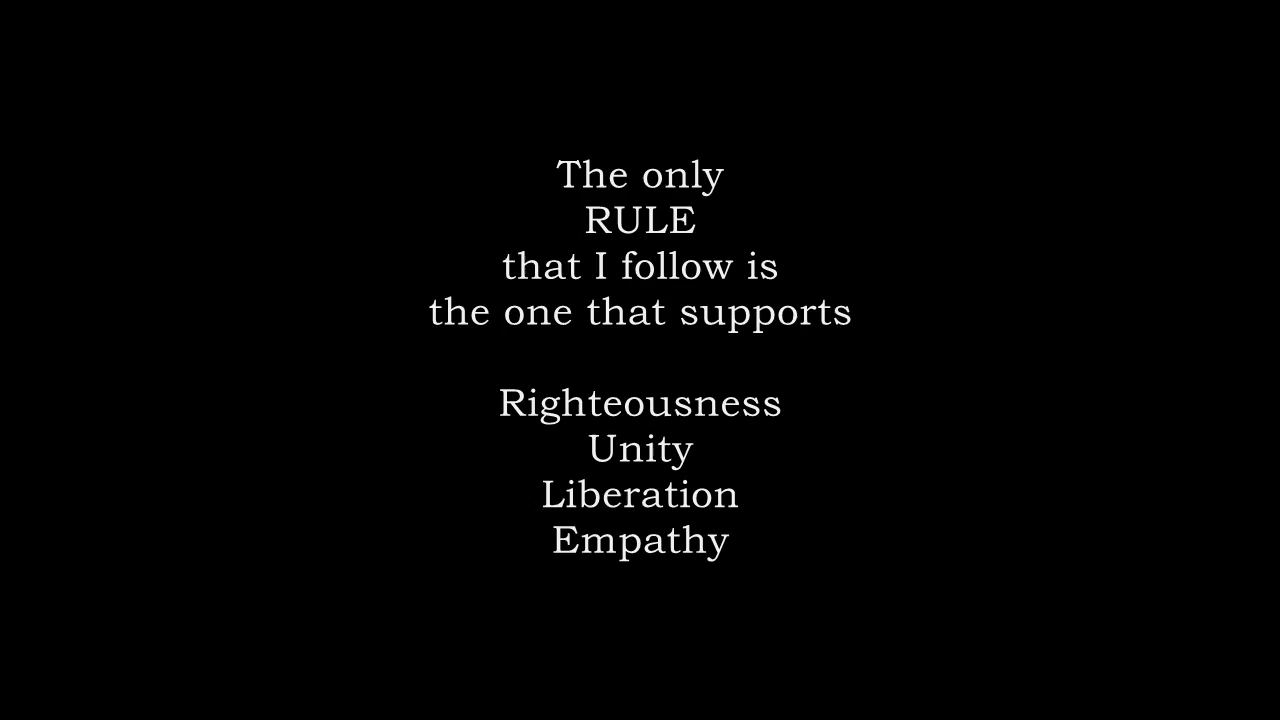 The only
RULE
that I follow is
the one that supports
Righteousness
Unity
Liberation
Empathy